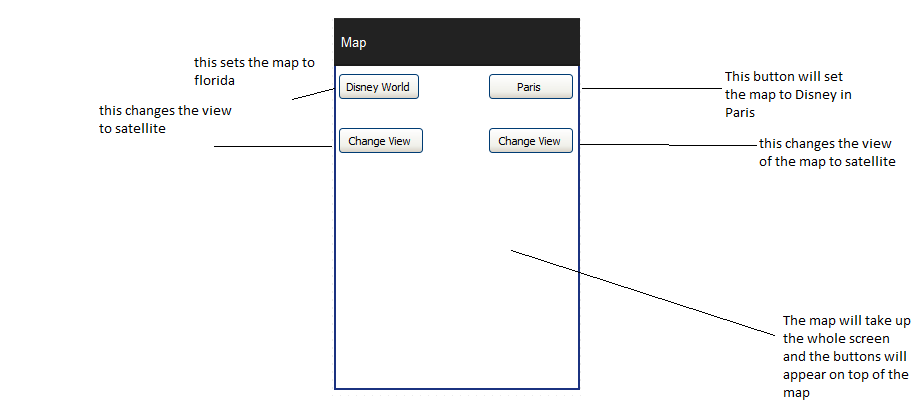 Map
this sets the map to
florida
Disney World
Paris
This button will set
the map to Disney in
Paris
this changes the view
to satellite
Change View
Change View
this changes the view
of the map to satellite
The map will take up
the whole screen
and the buttons will
appear on top of the
map